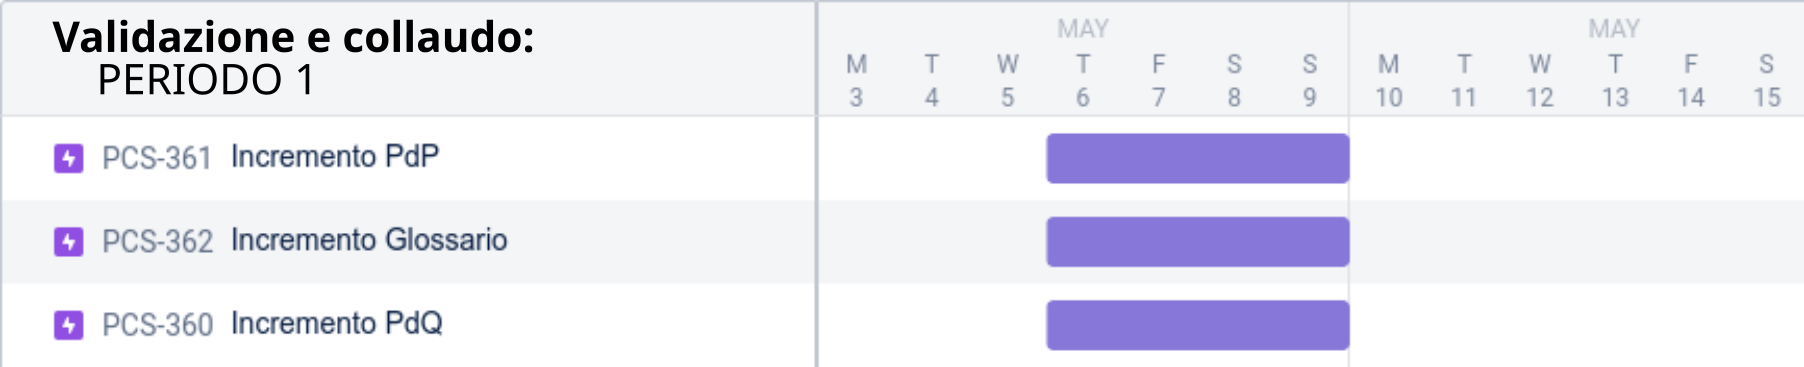 Validazione e collaudo:
PERIODO 1
MAY MAY
M T W T F S S M T W T F S
3 4 5 6 7 8 9 10 11 12 13 14 15
PCS-361 Incremento PdP
PCS-362 Incremento Glossario
PCS-360 Incremento PdQ